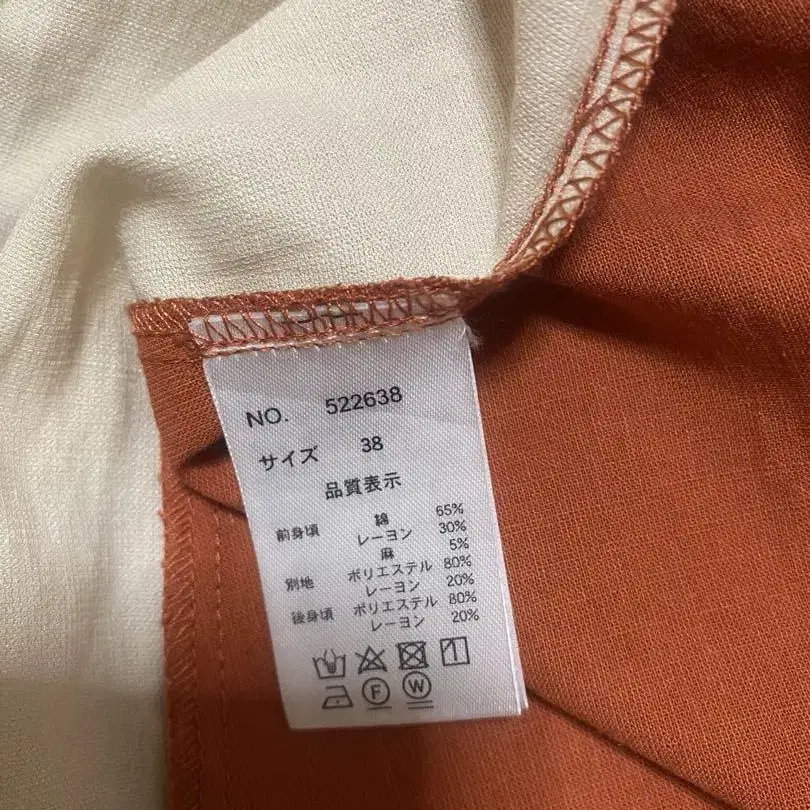 NO. 522638
サイズ 38
品質表示
前身頃 綿 65%
レーヨン 30%
麻 5%
別地 ポリエステル 80%
レーヨン 20%
後身頃 ポリエステル 80%
レーヨン 20%
F W